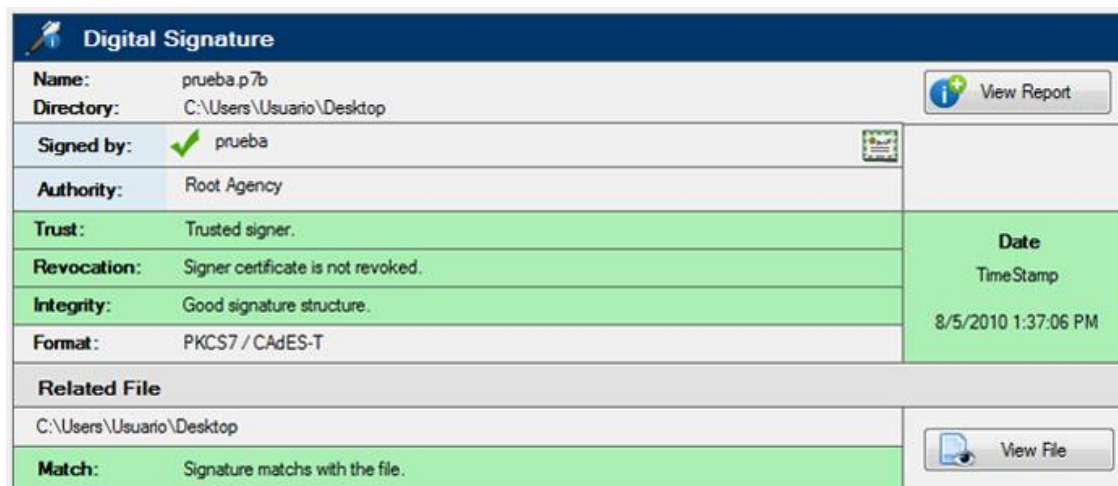 Digital Signature
Name: prueba.p7b
Directory: C:\Users\Usuario\Desktop
View Report
Signed by: prueba
Authority: Root Agency
Trust: Trusted signer.
Revocation: Signer certificate is not revoked.
Integrity: Good signature structure.
Format: PKCS7 / CAdES-T
Date
TimeStamp
8/5/2010 1:37:06 PM
Related File
C:\Users\Usuario\Desktop
Match: Signature matchs with the file.
View File